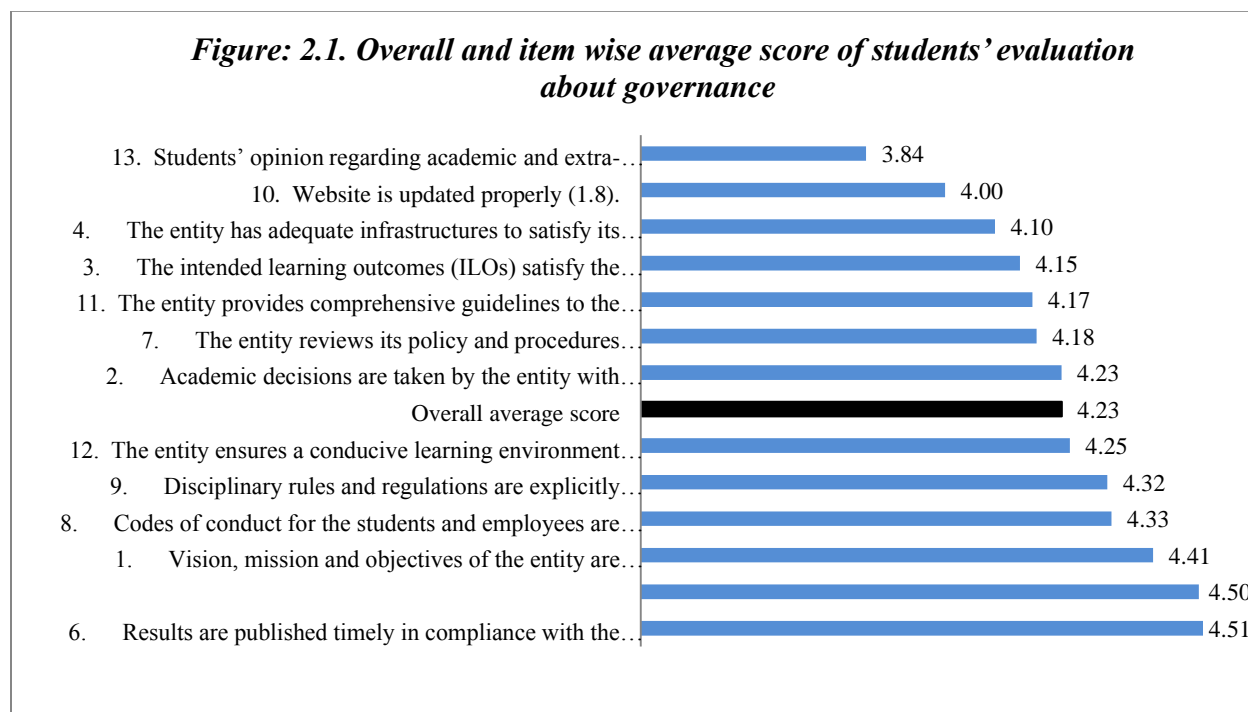 Figure: 2.1. Overall and item wise average score of students’ evaluation
about governance
13. Students’ opinion regarding academic and extra-… 3.84
10. Website is updated properly (1.8). 4.00
4. The entity has adequate infrastructures to satisfy its… 4.10
3. The intended learning outcomes (ILOs) satisfy the… 4.15
11. The entity provides comprehensive guidelines to the… 4.17
7. The entity reviews its policy and procedures… 4.18
2. Academic decisions are taken by the entity with… 4.23
Overall average score 4.23
12. The entity ensures a conducive learning environment… 4.25
9. Disciplinary rules and regulations are explicitly… 4.32
8. Codes of conduct for the students and employees are… 4.33
1. Vision, mission and objectives of the entity are… 4.41
4.50
6. Results are published timely in compliance with the… 4.51